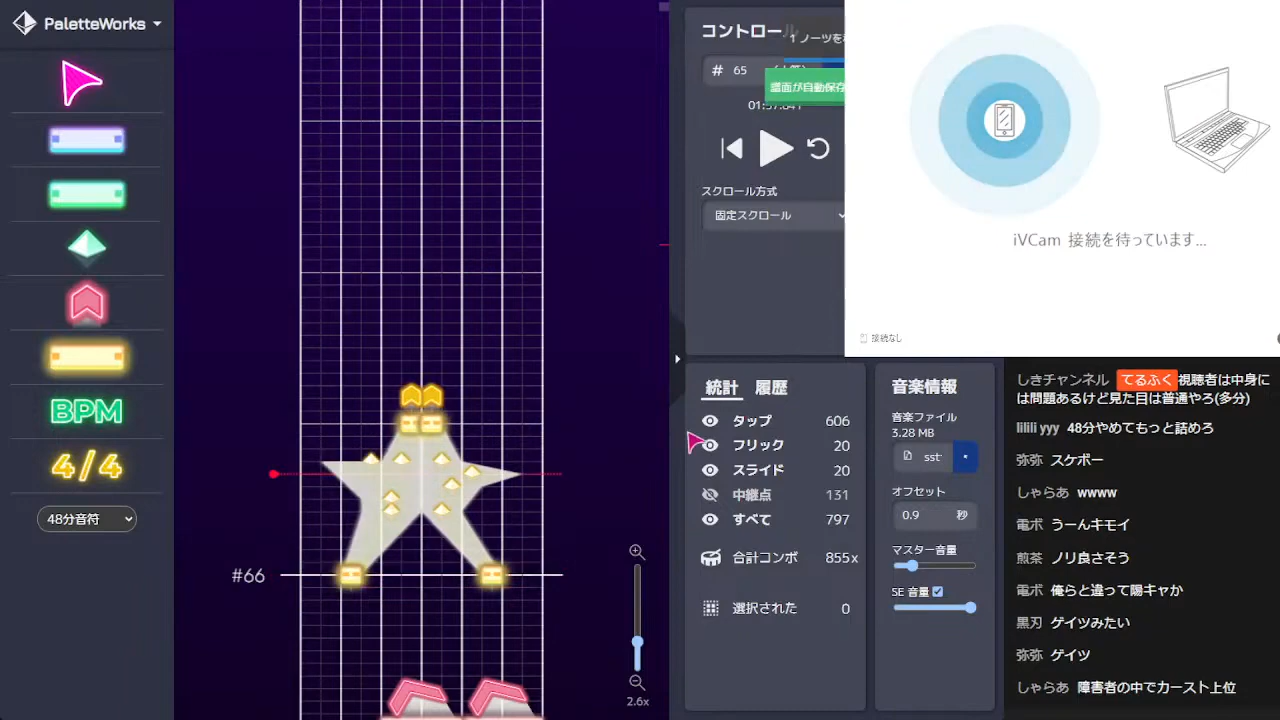 PaletteWorks
BPM
4/4
48分音符
#66
2.6x
コントロール
1 ノーツを
# 65
譜面が自動保存
スクロール方式
固定スクロール
iVCam 接続を待っています...
接続なし
統計 履歴
タップ 606
フリック 20
スライド 20
中継点 131
すべて 797
合計コンボ 855x
選択された 0
音楽情報
音楽ファイル
3.28 MB
sst
オフセット
0.9 秒
マスター音量
SE 音量
しきチャンネル てるふく 視聴者は中身に
は問題あるけど見た目は普通やろ(多分)
lilili yyy 48分やめてもっと詰めろ
弥弥 スケボー
しゃらあ wwww
電ボ うーんキモイ
煎茶 ノリ良さそう
電ボ 俺らと違って陽キャか
黒刃 ゲイツみたい
弥弥 ゲイツ
しゃらあ 障害者の中でカースト上位